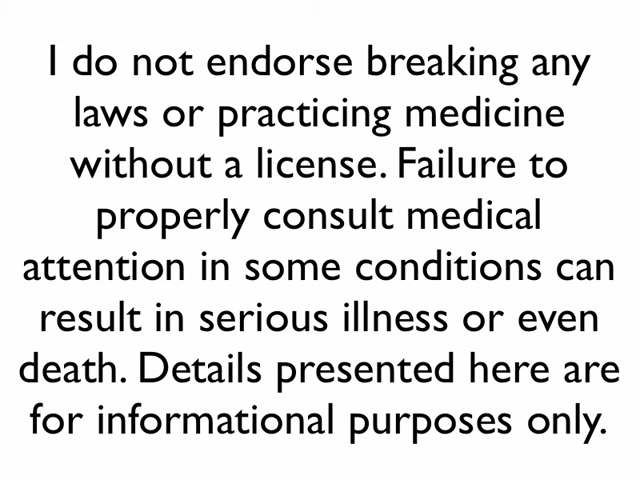 I do not endorse breaking any
laws or practicing medicine
without a license. Failure to
properly consult medical
attention in some conditions can
result in serious illness or even
death. Details presented here are
for informational purposes only.